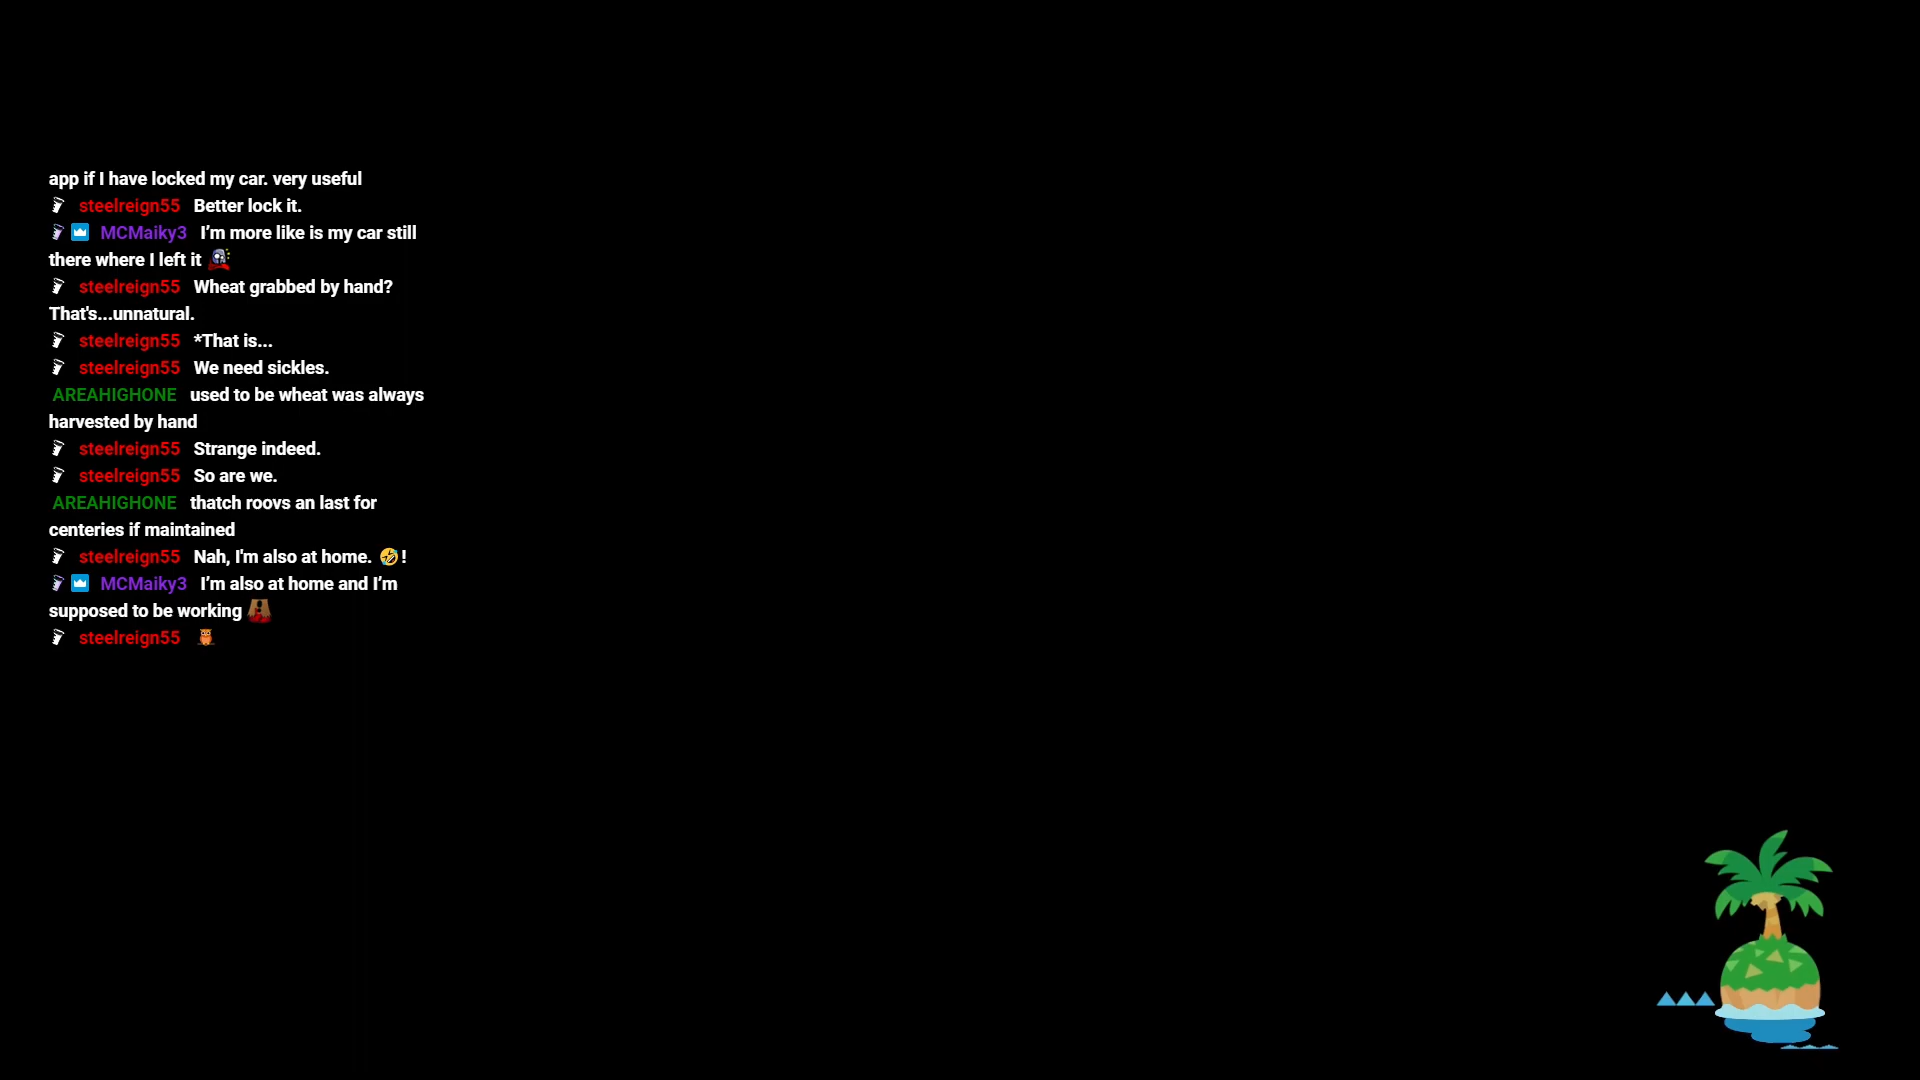 app if I have locked my car. very useful
steelreign55 Better lock it.
MCMaiky3 I’m more like is my car still
there where I left it
steelreign55 Wheat grabbed by hand?
That's...unnatural.
steelreign55 *That is...
steelreign55 We need sickles.
AREAHIGHONE used to be wheat was always
harvested by hand
steelreign55 Strange indeed.
steelreign55 So are we.
AREAHIGHONE thatch roovs an last for
centeries if maintained
steelreign55 Nah, I'm also at home. 🤣!
MCMaiky3 I’m also at home and I’m
supposed to be working
steelreign55 🦉